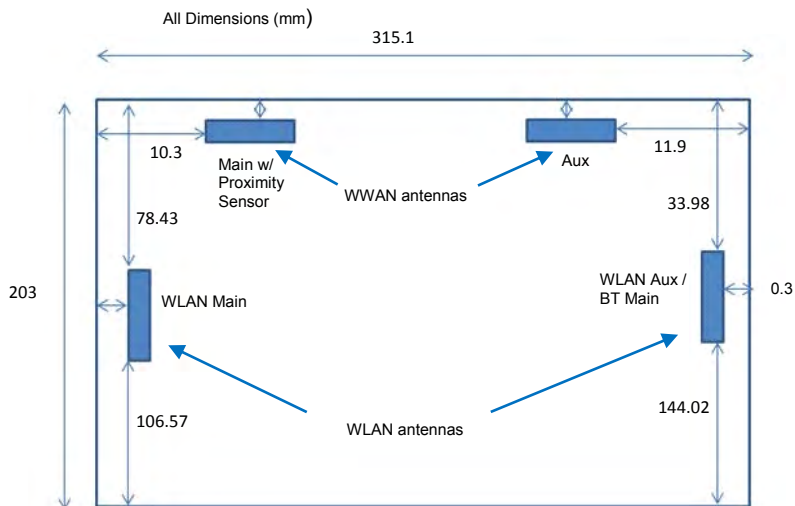 All Dimensions (mm)
315.1
10.3
11.9
Main w/
Proximity
Sensor
WWAN antennas
Aux
78.43
33.98
203
WLAN Main
WLAN Aux /
BT Main
0.3
106.57
144.02
WLAN antennas